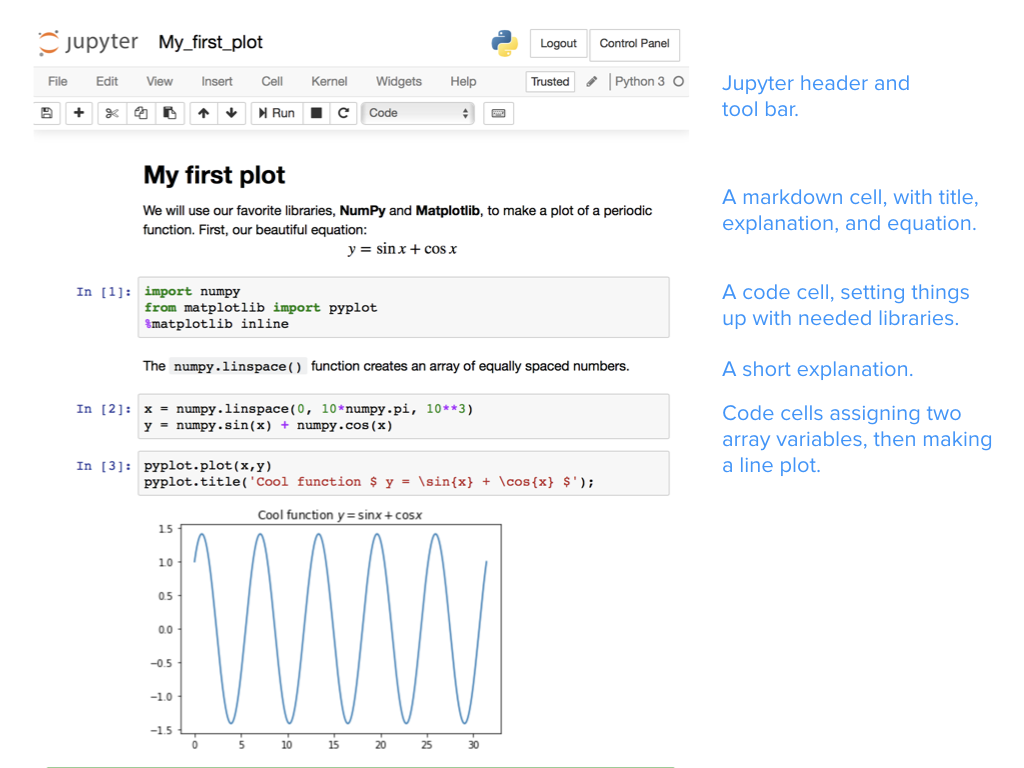 jupyter My_first_plot Logout Control Panel
File Edit View Insert Cell Kernel Widgets Help Trusted Python 3
Run Code
Jupyter header and
tool bar.
My first plot
We will use our favorite libraries, NumPy and Matplotlib, to make a plot of a periodic
function. First, our beautiful equation:
y = sin x + cos x
A markdown cell, with title,
explanation, and equation.
In [1]: import numpy
from matplotlib import pyplot
%matplotlib inline
A code cell, setting things
up with needed libraries.
The numpy.linspace() function creates an array of equally spaced numbers.
A short explanation.
In [2]: x = numpy.linspace(0, 10*numpy.pi, 10**3)
y = numpy.sin(x) + numpy.cos(x)
In [3]: pyplot.plot(x,y)
pyplot.title('Cool function $ y = \sin{x} + \cos{x} $');
Code cells assigning two
array variables, then making
a line plot.
Cool function y = sinx + cosx
1.5
1.0
0.5
0.0
−0.5
−1.0
−1.5
0 5 10 15 20 25 30